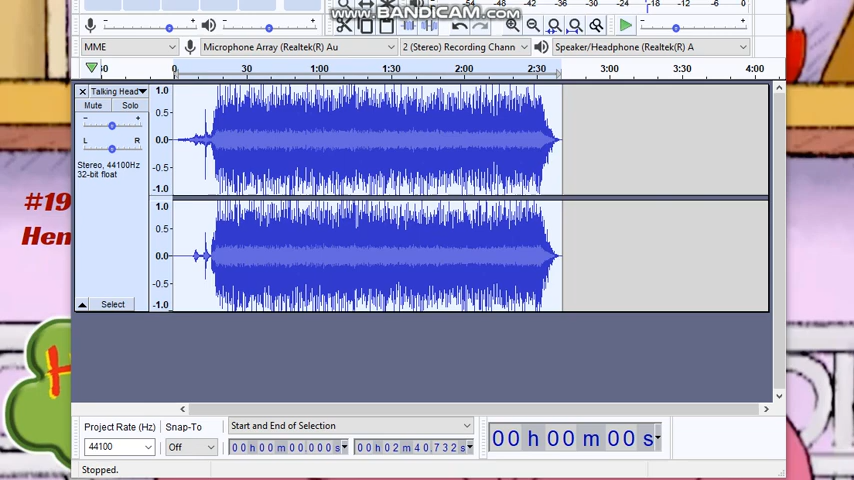 www.BANDICAM.com
-54 -48 -42 -36 -30 -24 -18 -12 -6 0
MME
Microphone Array (Realtek(R) Au
2 (Stereo) Recording Chann
Speaker/Headphone (Realtek(R) A
0 30 1:00 1:30 2:00 2:30 3:00 3:30 4:00
Talking Head
Mute Solo
- +
L R
Stereo, 44100Hz
32-bit float
1.0
0.5
0.0
-0.5
-1.0
1.0
0.5
0.0
-0.5
-1.0
Select
#19
Hen
H
Project Rate (Hz)
Snap-To
Start and End of Selection
44100
Off
00 h 00 m 00.000 s
00 h 02 m 40.732 s
00 h 00 m 00 s
Stopped.